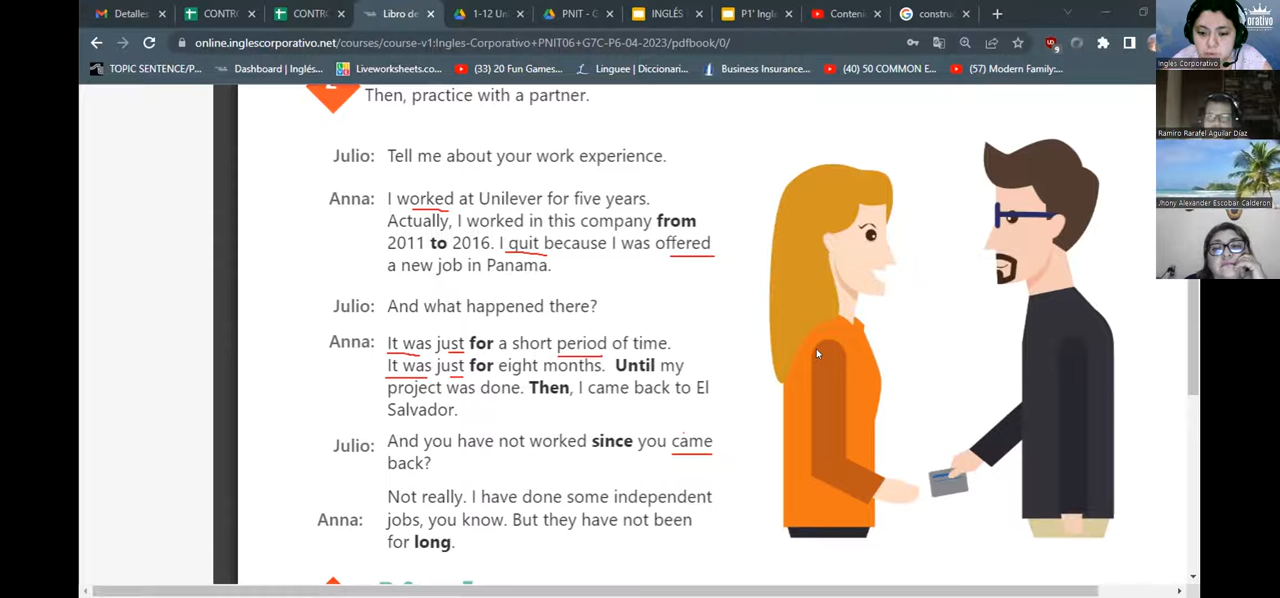 Detalles
CONTRO
CONTRO
Libro de
1-12 Uni
PNIT - G
INGLÉS
P1' Ingle
Conteni
constru
online.inglescorporativo.net/courses/course-v1:Ingles-Corporativo+PNIT06+G7C-P6-04-2023/pdfbook/0/
TOPIC SENTENCE/P...
Dashboard | Inglés...
Liveworksheets.co...
(33) 20 Fun Games...
Linguee | Diccionari...
Business Insurance...
(40) 50 COMMON E...
(57) Modern Family:...
Then, practice with a partner.
Julio: Tell me about your work experience.
Anna: I worked at Unilever for five years.
Actually, I worked in this company from
2011 to 2016. I quit because I was offered
a new job in Panama.
Julio: And what happened there?
Anna: It was just for a short period of time.
It was just for eight months. Until my
project was done. Then, I came back to El
Salvador.
Julio: And you have not worked since you came
back?
Not really. I have done some independent
Anna: jobs, you know. But they have not been
for long.
orativo
Ingles Corporativo
Ramiro Rarafel Aguilar Díaz
Jhony Alexander Escobar Calderon